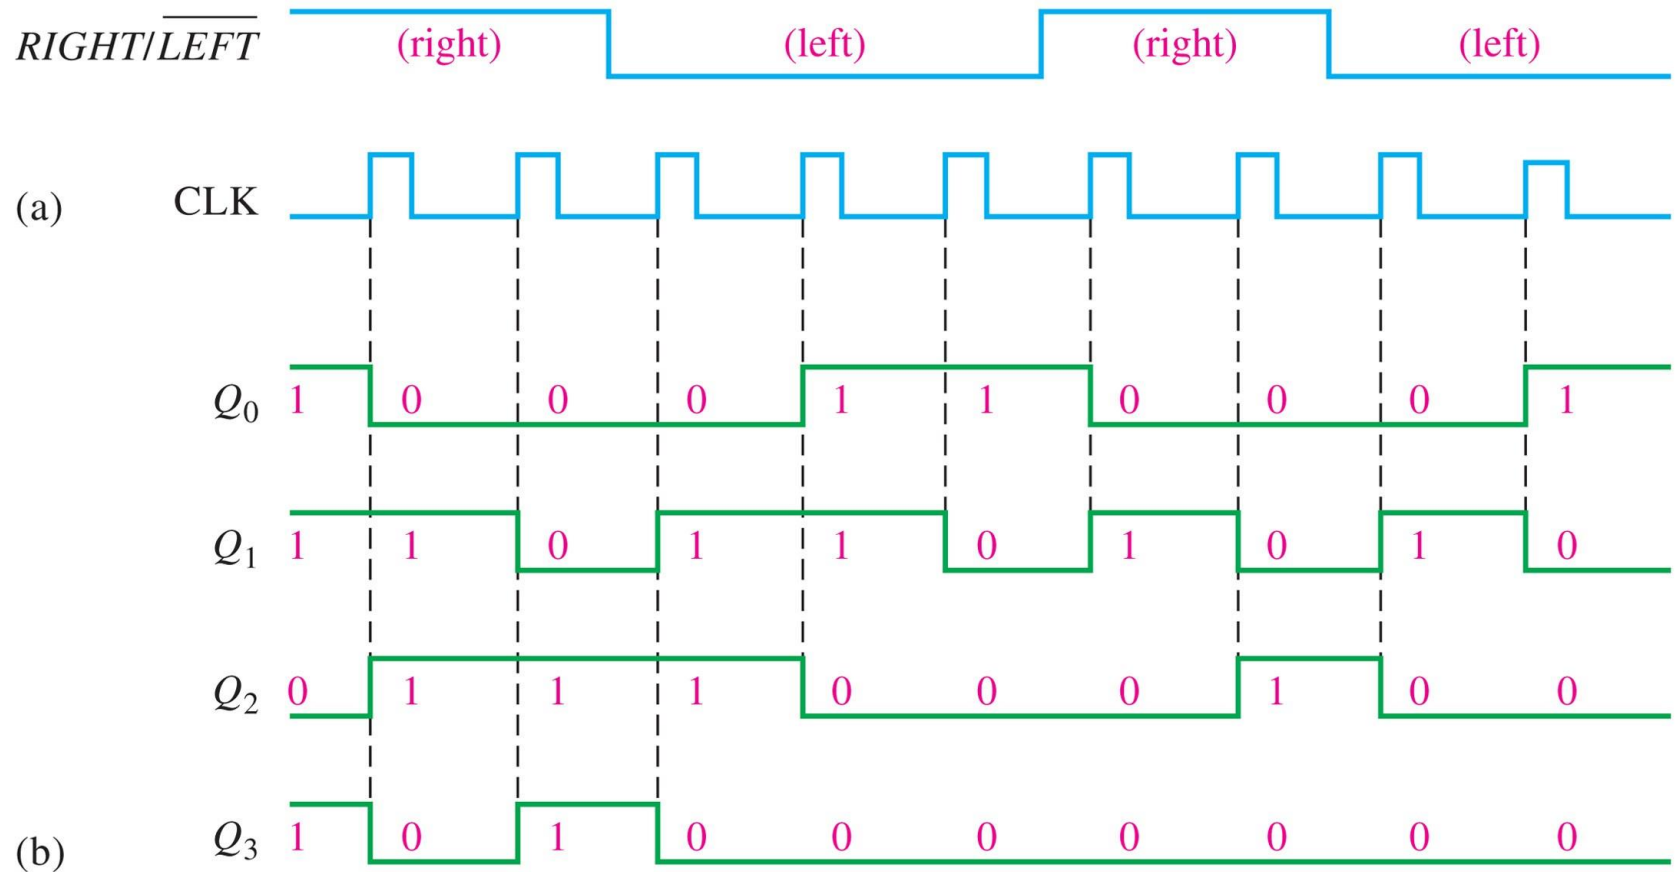 RIGHT/LEFT (right) (left) (right) (left)
(a) CLK
Q0 1 0 0 0 1 1 0 0 0 1
Q1 1 1 0 1 1 0 1 0 1 0
Q2 0 1 1 1 0 0 0 1 0 0
(b) Q3 1 0 1 0 0 0 0 0 0 0